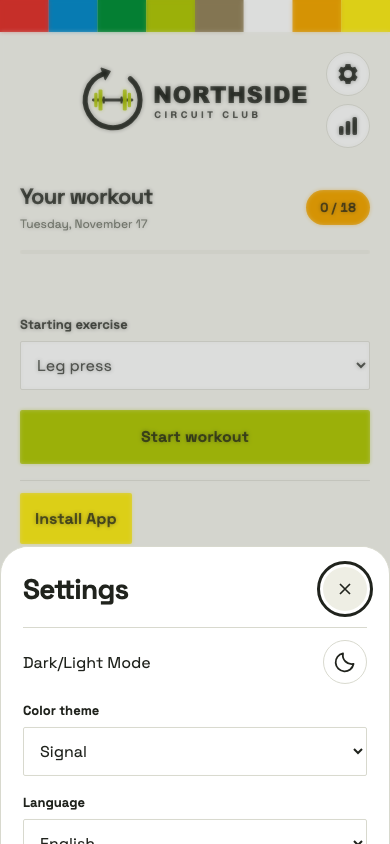 NORTHSIDE
CIRCUIT CLUB
Your workout
Tuesday, November 17
0 / 18
Starting exercise
Leg press
Start workout
Install App
Settings
Dark/Light Mode
Color theme
Signal
Language
English